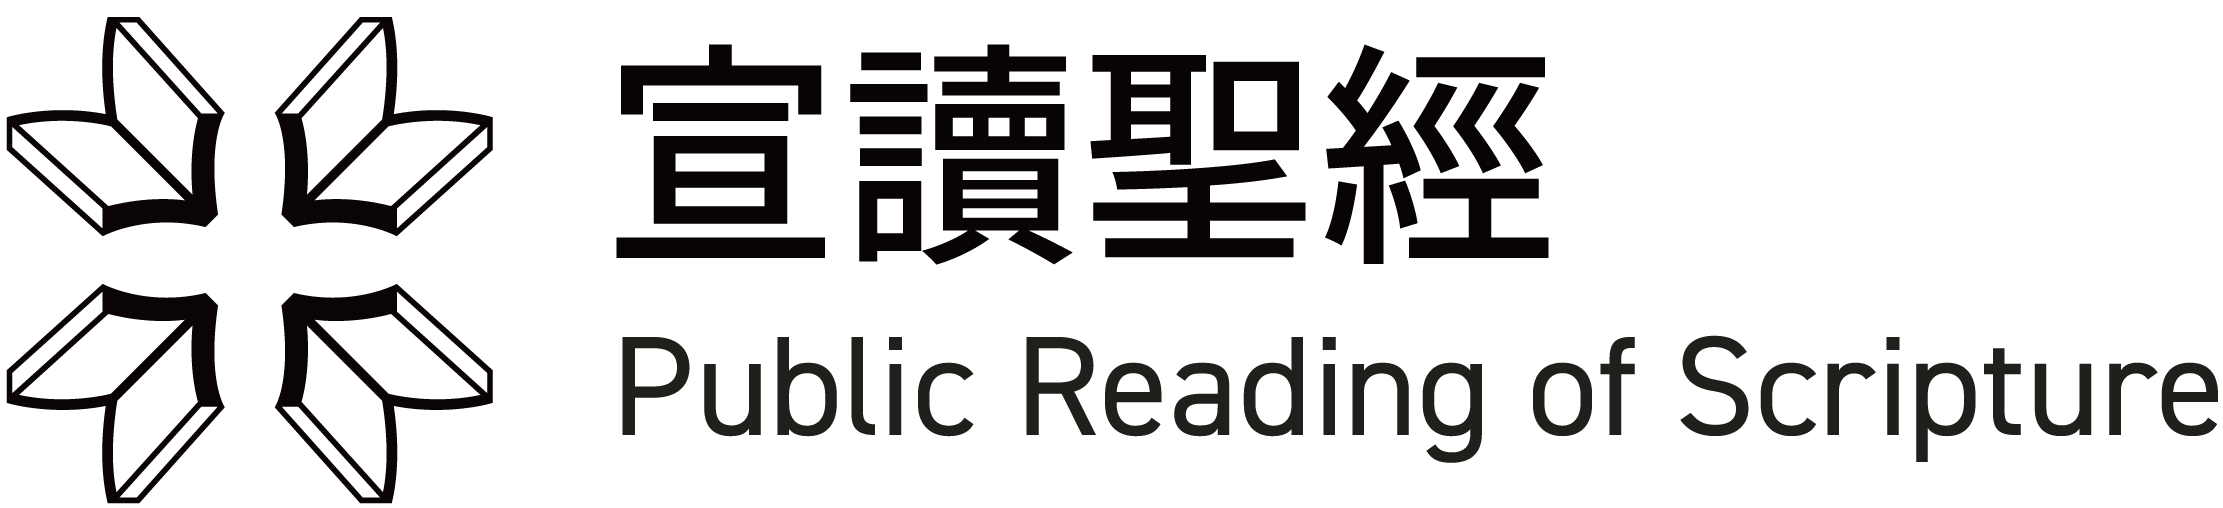 宣讀聖經
Public Reading of Scripture